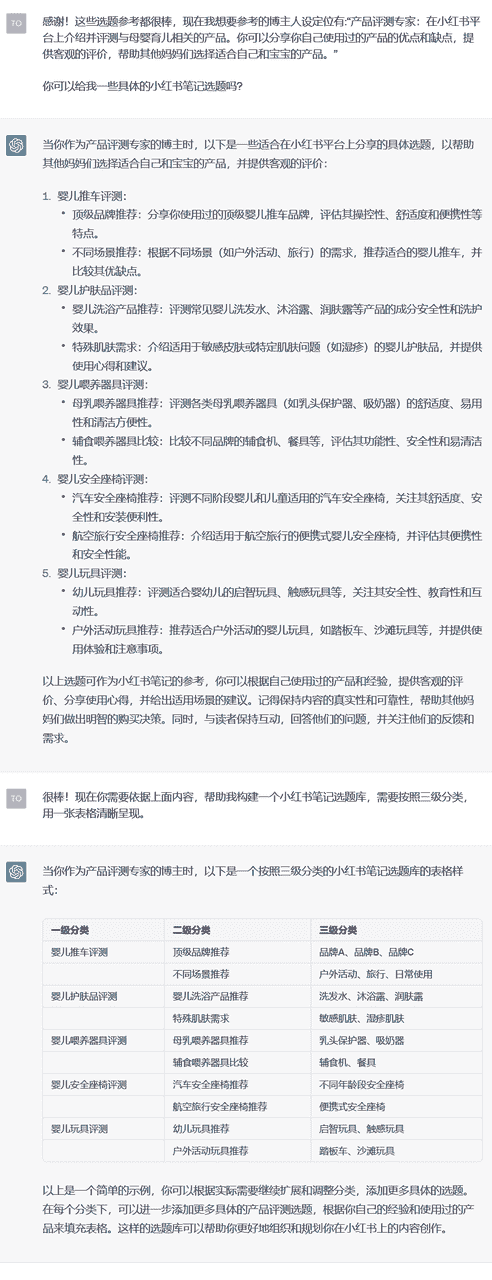 TO
感谢！这些选题参考都很棒，现在我想要参考的博主人设定位有:“产品评测专家：在小红书平
台上介绍并评测与母婴育儿相关的产品。你可以分享你自己使用过的产品的优点和缺点，提
供客观的评价，帮助其他妈妈们选择适合自己和宝宝的产品。”
你可以给我一些具体的小红书笔记选题吗？
当你作为产品评测专家的博主时，以下是一些适合在小红书平台上分享的具体选题，以帮助
其他妈妈们选择适合自己和宝宝的产品，并提供客观的评价：
1. 婴儿推车评测:
• 顶级品牌推荐：分享你使用过的顶级婴儿推车品牌，评估其操控性、舒适度和便携性等
特点。
• 不同场景推荐：根据不同场景（如户外活动、旅行）的需求，推荐适合的婴儿推车，并
比较其优缺点。
2. 婴儿护肤品评测:
• 婴儿洗浴产品推荐：评测常见婴儿洗发水、沐浴露、润肤露等产品的成分安全性和洗护
效果。
• 特殊肌肤需求：介绍适用于敏感皮肤或特定肌肤问题（如湿疹）的婴儿护肤品，并提供
使用心得和建议。
3. 婴儿喂养器具评测:
• 母乳喂养器具推荐：评测各类母乳喂养器具（如乳头保护器、吸奶器）的舒适度、易用
性和清洁方便性。
• 辅食喂养器具比较：比较不同品牌的辅食机、餐具等，评估其功能性、安全性和易清洁
性。
4. 婴儿安全座椅评测:
• 汽车安全座椅推荐：评测不同阶段婴儿和儿童适用的汽车安全座椅，关注其舒适度、安
全性和安装便利性。
• 航空旅行安全座椅推荐：介绍适用于航空旅行的便携式婴儿安全座椅，并评估其便携性
和安全性能。
5. 婴儿玩具评测:
• 幼儿玩具推荐：评测适合婴幼儿的启智玩具、触感玩具等，关注其安全性、教育性和互
动性。
• 户外活动玩具推荐：推荐适合户外活动的婴儿玩具，如踏板车、沙滩玩具等，并提供使
用体验和注意事项。
以上选题可作为小红书笔记的参考，你可以根据自己使用过的产品和经验，提供客观的评
价、分享使用心得，并给出适用场景的建议。记得保持内容的真实性和可靠性，帮助其他妈
妈们做出明智的购买决策。同时，与读者保持互动，回答他们的问题，并关注他们的反馈和
需求。
TO
很棒！现在你需要依据上面内容，帮助我构建一个小红书笔记选题库，需要按照三级分类，
用一张表格清晰呈现。
当你作为产品评测专家的博主时，以下是一个按照三级分类的小红书笔记选题库的表格样
式：
一级分类 二级分类 三级分类
婴儿推车评测 顶级品牌推荐 品牌A、品牌B、品牌C
不同场景推荐 户外活动、旅行、日常使用
婴儿护肤品评测 婴儿洗浴产品推荐 洗发水、沐浴露、润肤露
特殊肌肤需求 敏感肌肤、湿疹肌肤
婴儿喂养器具评测 母乳喂养器具推荐 乳头保护器、吸奶器
辅食喂养器具比较 辅食机、餐具
婴儿安全座椅评测 汽车安全座椅推荐 不同年龄段安全座椅
航空旅行安全座椅推荐 便携式安全座椅
婴儿玩具评测 幼儿玩具推荐 启智玩具、触感玩具
户外活动玩具推荐 踏板车、沙滩玩具
以上是一个简单的示例，你可以根据实际需要继续扩展和调整分类，添加更多具体的选题。
在每个分类下，可以进一步添加更多具体的产品评测选题，根据你自己的经验和使用过的产
品来填充表格。这样的选题库可以帮助你更好地组织和规划你在小红书上的内容创作。